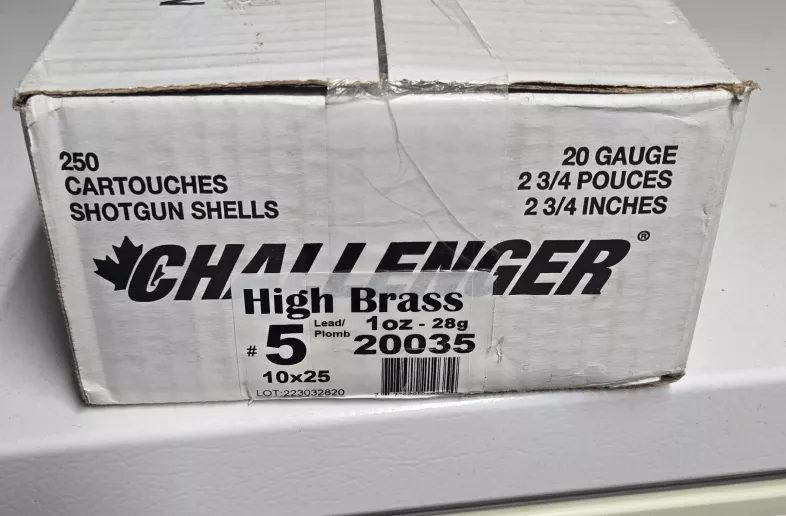 250
CARTOUCHES
SHOTGUN SHELLS
20 GAUGE
2 3/4 POUCES
2 3/4 INCHES
CHALLENGER®
High Brass
# 5 Lead/ Plomb 1oz - 28g
20035
10x25
LOT:223032820